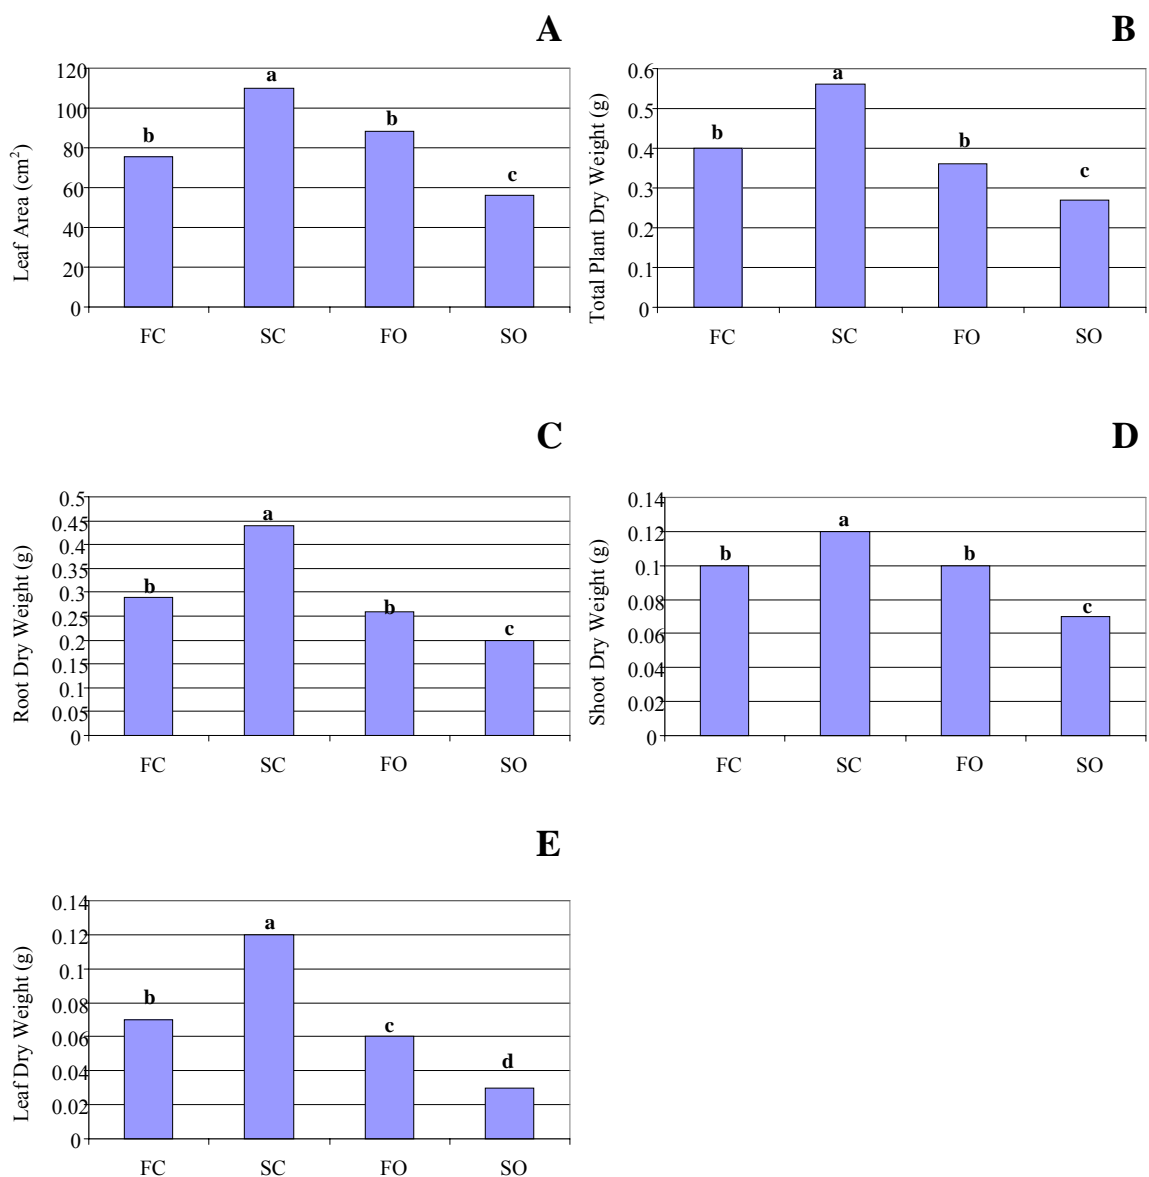 A
B
Leaf Area (cm²)
120
100
80
60
40
20
0
b
a
b
c
FC SC FO SO
Total Plant Dry Weight (g)
0.6
0.5
0.4
0.3
0.2
0.1
0
b
a
b
c
FC SC FO SO
C
D
Root Dry Weight (g)
0.5
0.45
0.4
0.35
0.3
0.25
0.2
0.15
0.1
0.05
0
b
a
b
c
FC SC FO SO
Shoot Dry Weight (g)
0.14
0.12
0.1
0.08
0.06
0.04
0.02
0
b
a
b
c
FC SC FO SO
E
Leaf Dry Weight (g)
0.14
0.12
0.1
0.08
0.06
0.04
0.02
0
b
a
c
d
FC SC FO SO